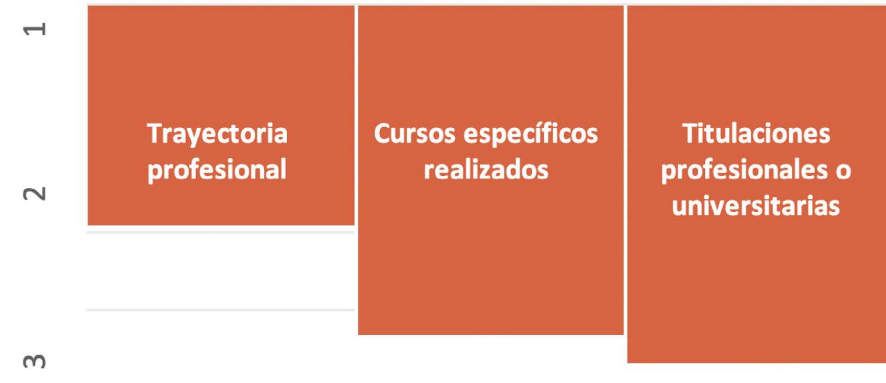 1
Trayectoria
profesional
Cursos específicos
realizados
Titulaciones
profesionales o
universitarias
2
3